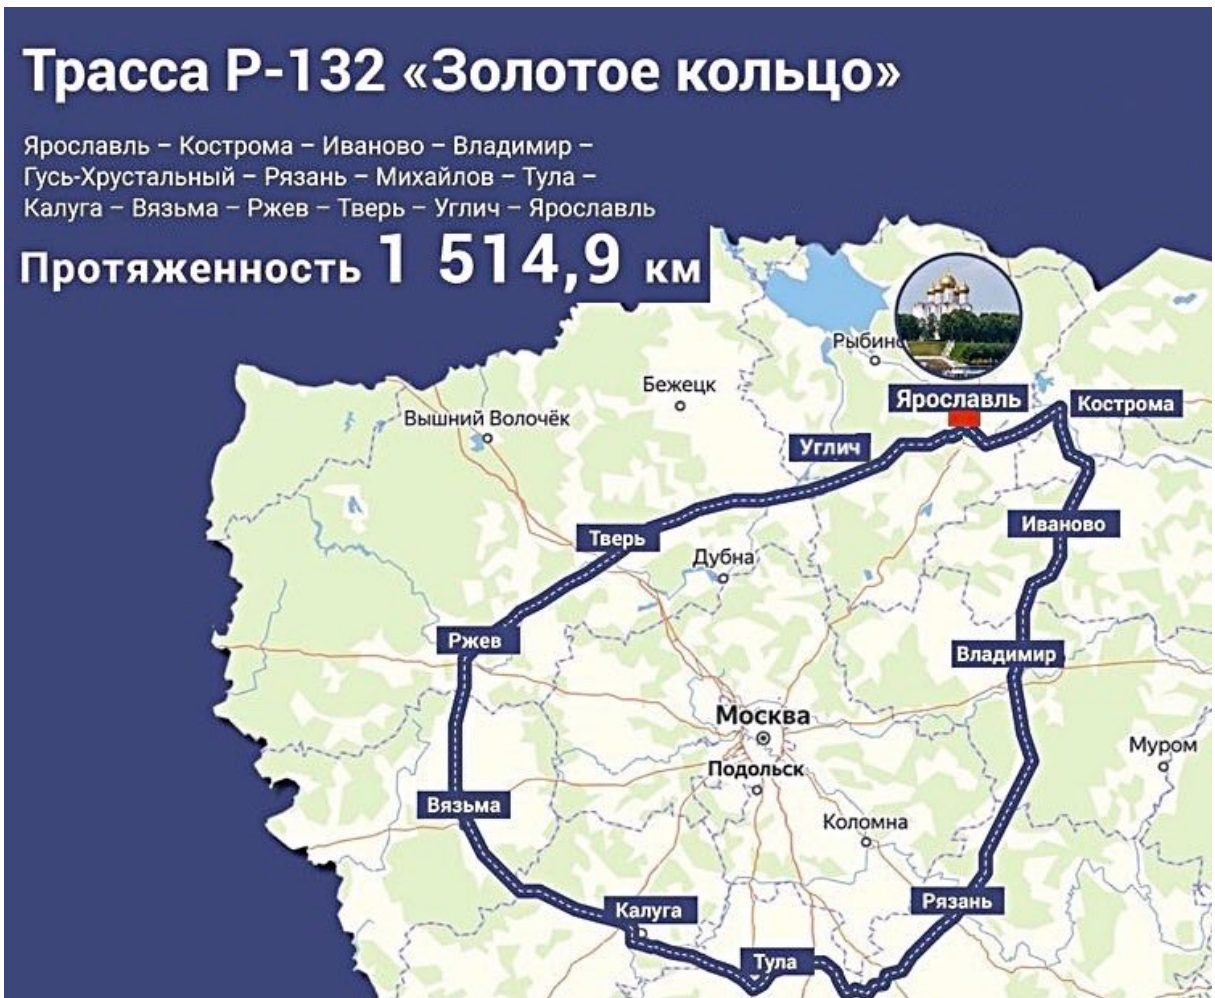 Трасса Р-132 «Золотое кольцо»
Ярославль – Кострома – Иваново – Владимир –
Гусь-Хрустальный – Рязань – Михайлов – Тула –
Калуга – Вязьма – Ржев – Тверь – Углич – Ярославль
Протяженность 1 514,9 км
Рыбинс
Бежецк
Ярославль
Кострома
Вышний Волочёк
Углич
Иваново
Тверь
Дубна
Ржев
Владимир
Москва
Муром
Подольск
Вязьма
Коломна
Рязань
Калуга
Тула